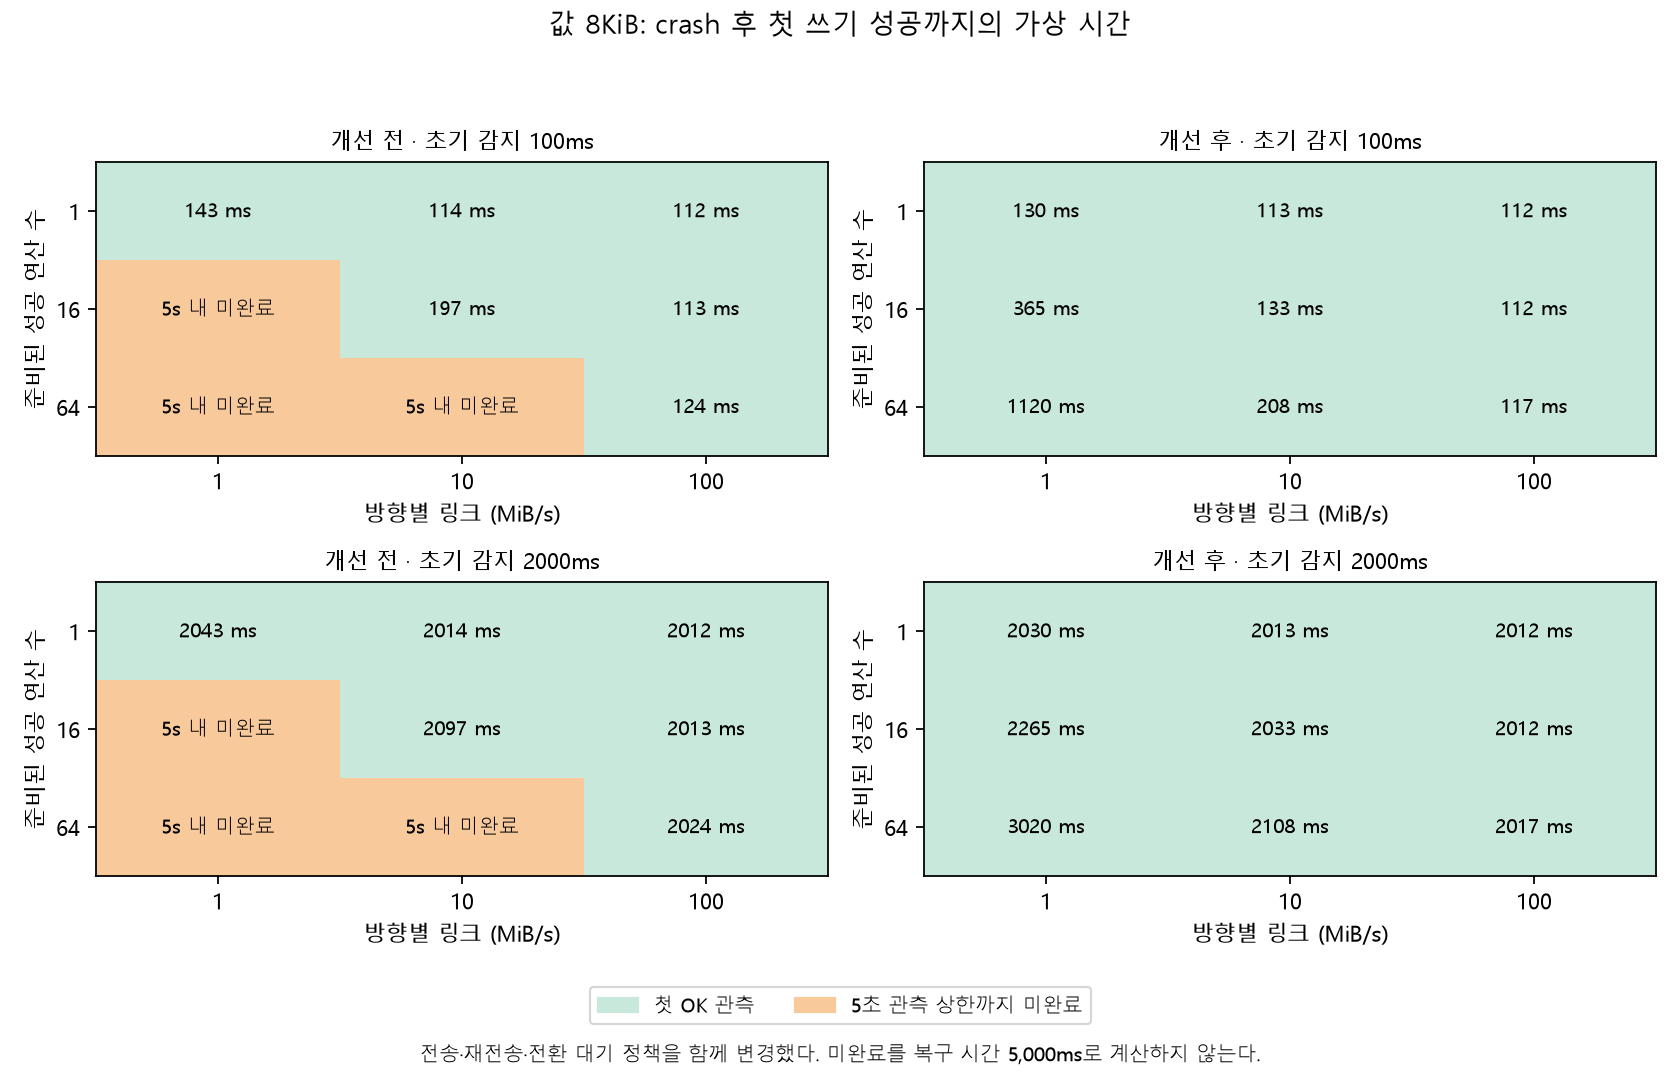 값 8KiB: crash 후 첫 쓰기 성공까지의 가상 시간
개선 전 · 초기 감지 100ms
준비된 성공 연산 수
1
143 ms
114 ms
112 ms
16
5s 내 미완료
197 ms
113 ms
64
5s 내 미완료
5s 내 미완료
124 ms
1
10
100
방향별 링크 (MiB/s)
개선 후 · 초기 감지 100ms
준비된 성공 연산 수
1
130 ms
113 ms
112 ms
16
365 ms
133 ms
112 ms
64
1120 ms
208 ms
117 ms
1
10
100
방향별 링크 (MiB/s)
개선 전 · 초기 감지 2000ms
준비된 성공 연산 수
1
2043 ms
2014 ms
2012 ms
16
5s 내 미완료
2097 ms
2013 ms
64
5s 내 미완료
5s 내 미완료
2024 ms
1
10
100
방향별 링크 (MiB/s)
개선 후 · 초기 감지 2000ms
준비된 성공 연산 수
1
2030 ms
2013 ms
2012 ms
16
2265 ms
2033 ms
2012 ms
64
3020 ms
2108 ms
2017 ms
1
10
100
방향별 링크 (MiB/s)
첫 OK 관측
5초 관측 상한까지 미완료
전송·재전송·전환 대기 정책을 함께 변경했다. 미완료를 복구 시간 5,000ms로 계산하지 않는다.